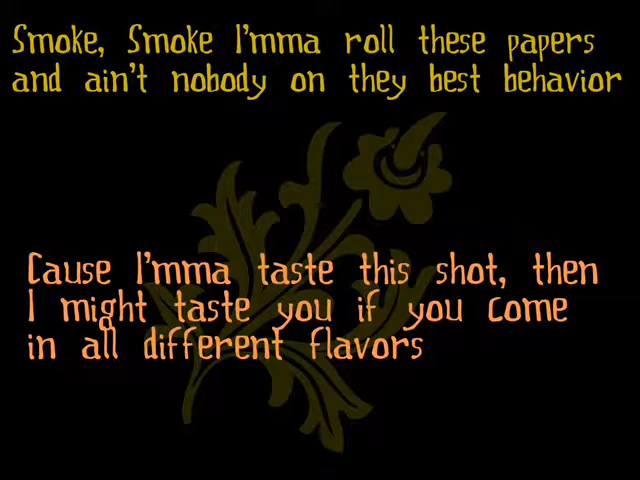 Smoke, Smoke I'mma roll these papers
and ain't nobody on they best behavior
Cause I'mma taste this shot, then
I might taste you if you come
in all different flavors